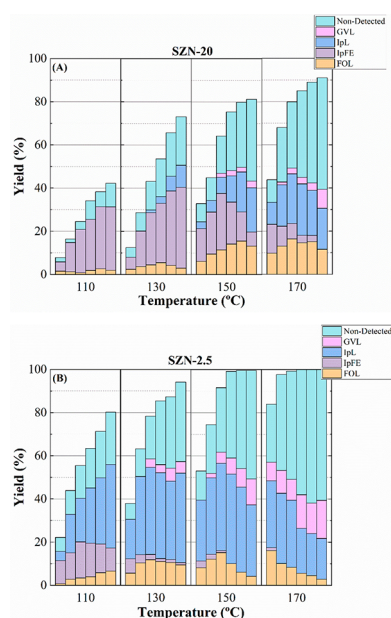 SZN-20
Non-Detected
GVL
IpL
IpFE
FOL
(A)
100
80
60
40
20
0
Yield (%)
110 130 150 170
Temperature (ºC)
SZN-2.5
Non-Detected
GVL
IpL
IpFE
FOL
(B)
100
80
60
40
20
0
Yield (%)
110 130 150 170
Temperature (ºC)